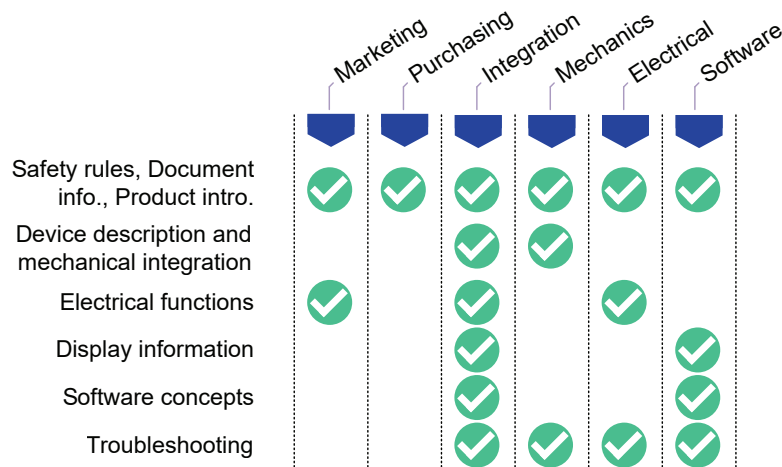 Marketing
Purchasing
Integration
Mechanics
Electrical
Software
Safety rules, Document
info., Product intro.
Device description and
mechanical integration
Electrical functions
Display information
Software concepts
Troubleshooting